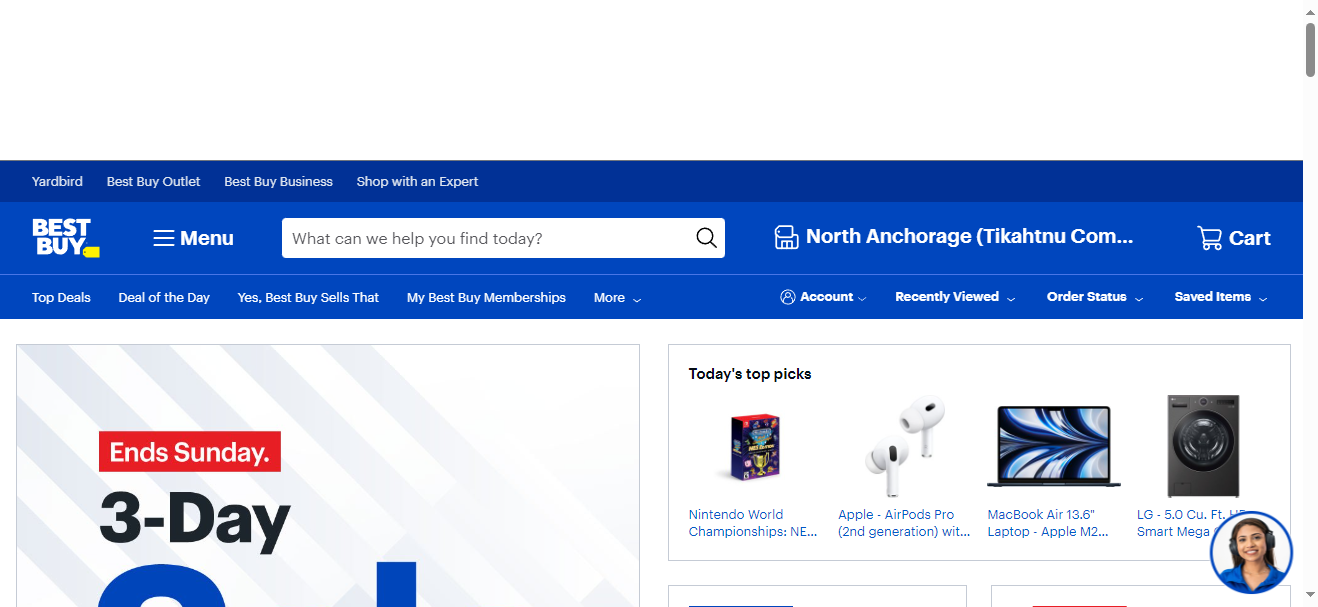 Yardbird
Best Buy Outlet
Best Buy Business
Shop with an Expert
BEST
BUY
Menu
What can we help you find today?
North Anchorage (Tikahtnu Com...
Cart
Top Deals
Deal of the Day
Yes, Best Buy Sells That
My Best Buy Memberships
More
Account
Recently Viewed
Order Status
Saved Items
Ends Sunday.
3-Day
Today's top picks
Nintendo World
Championships: NE...
Apple - AirPods Pro
(2nd generation) wit...
MacBook Air 13.6"
Laptop - Apple M2...
LG - 5.0 Cu. Ft.
Smart Mega